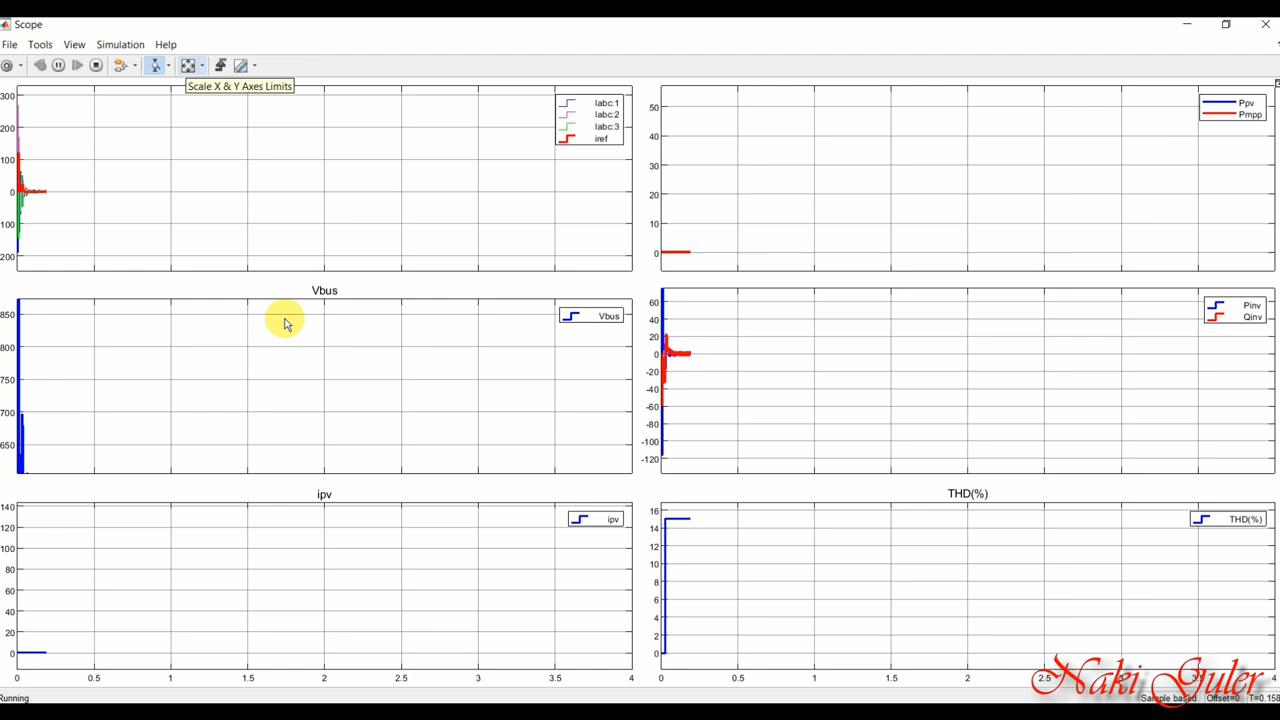 Scope
File Tools View Simulation Help
Scale X & Y Axes Limits
300
200
100
0
100
200
Iabc:1
Iabc:2
Iabc:3
iref
50
40
30
20
10
0
Ppv
Pmpp
Vbus
850
800
750
700
650
Vbus
60
40
20
0
-20
-40
-60
-80
-100
-120
Pinv
Qinv
ipv
140
120
100
80
60
40
20
0
ipv
0 0.5 1 1.5 2 2.5 3 3.5 4
THD(%)
16
14
12
10
8
6
4
2
0
THD(%)
0 0.5 1 1.5 2 2.5 3 3.5 4
Naki Guler
Running
Sample based Offset=0 T=0.158